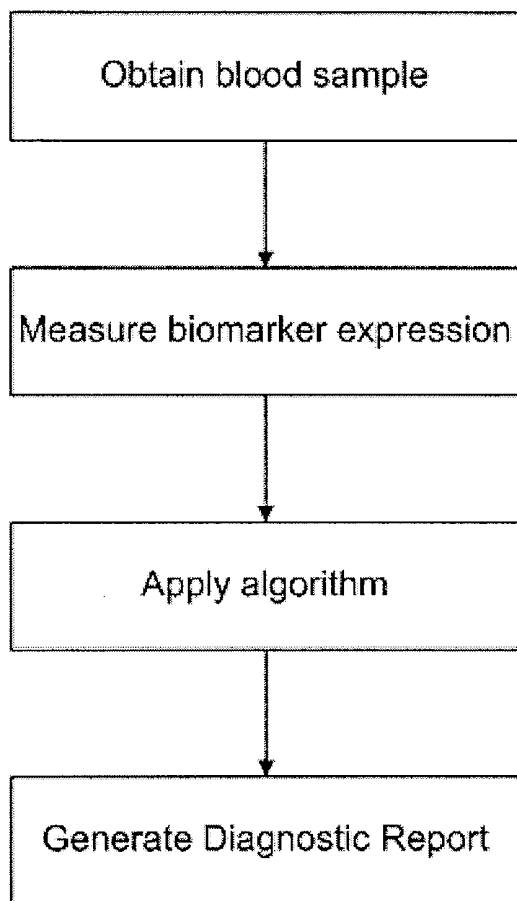 Obtain blood sample
Measure biomarker expression
Apply algorithm
Generate Diagnostic Report